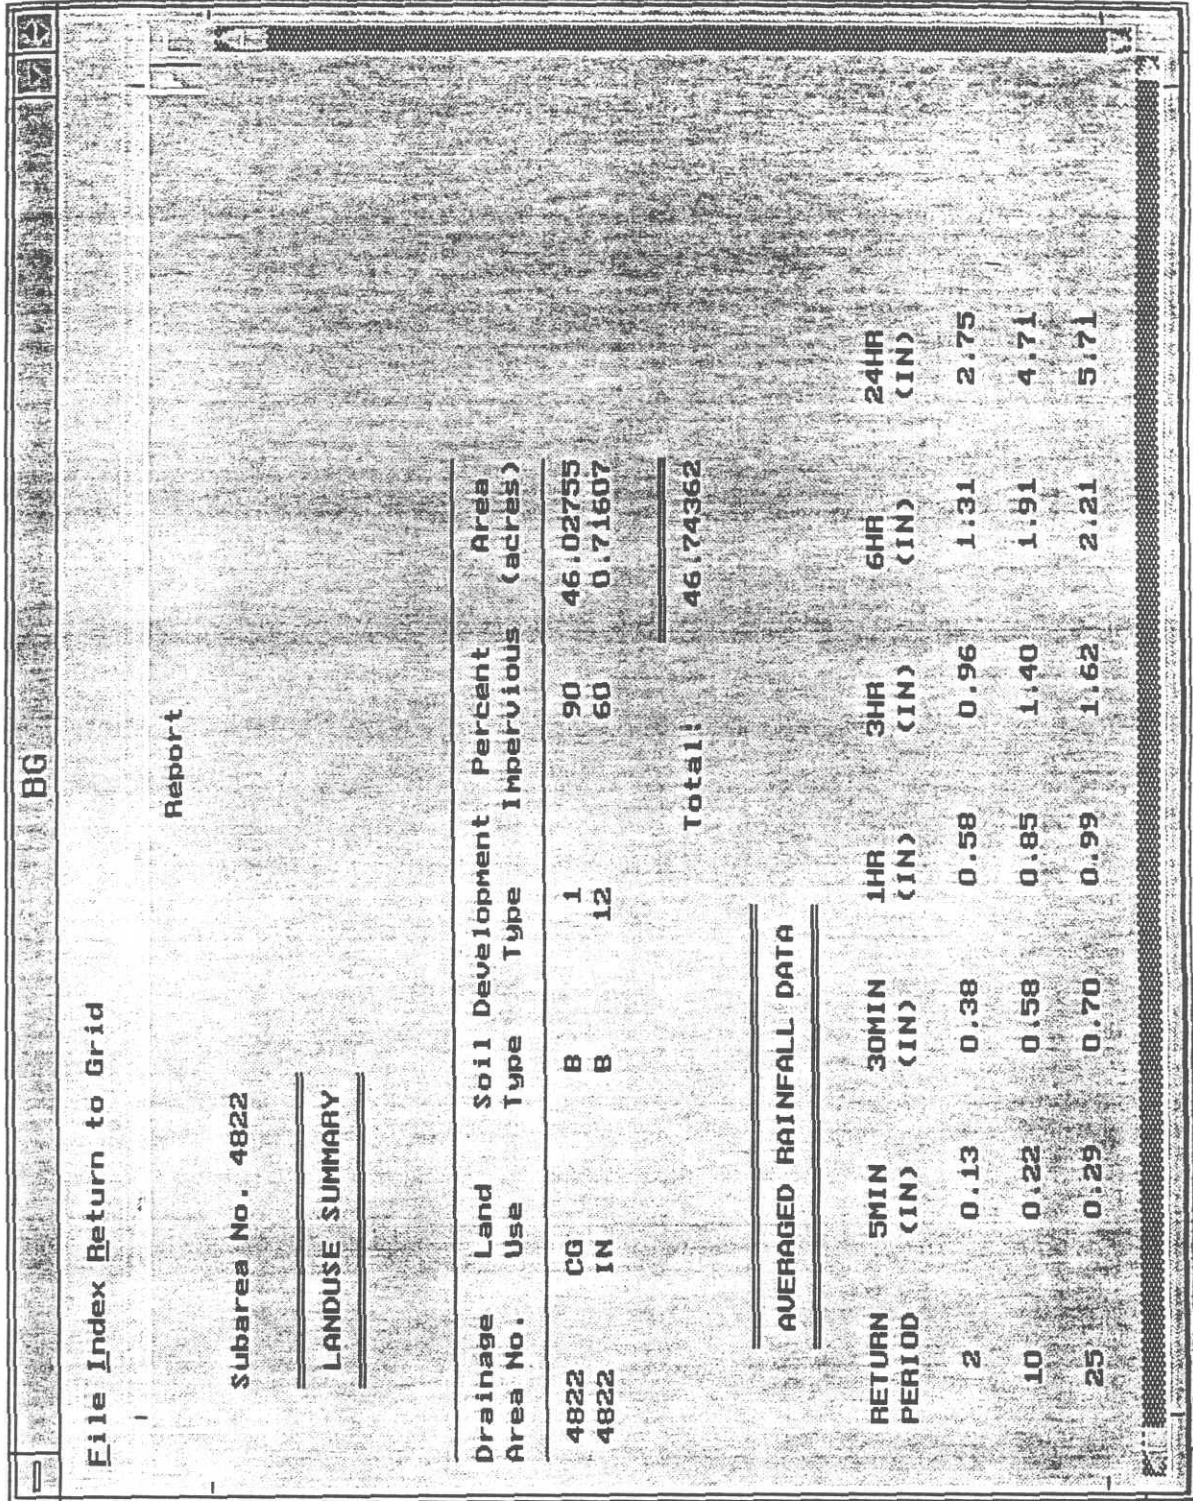 BG
File Index Return to Grid
Report
Subarea No. 4822
LANDUSE SUMMARY
Drainage Land Soil Development Percent Area
Area No. Use Type Type Impervious (acres)
4822 CG B 1 90 46.02755
4822 IN B 12 60 0.71607
Total: 46.74362
AVERAGED RAINFALL DATA
RETURN 5MIN 30MIN 1HR 3HR 6HR 24HR
PERIOD (IN) (IN) (IN) (IN) (IN) (IN)
2 0.13 0.38 0.58 0.96 1.31 2.75
10 0.22 0.58 0.85 1.40 1.91 4.71
25 0.29 0.70 0.99 1.62 2.21 5.71